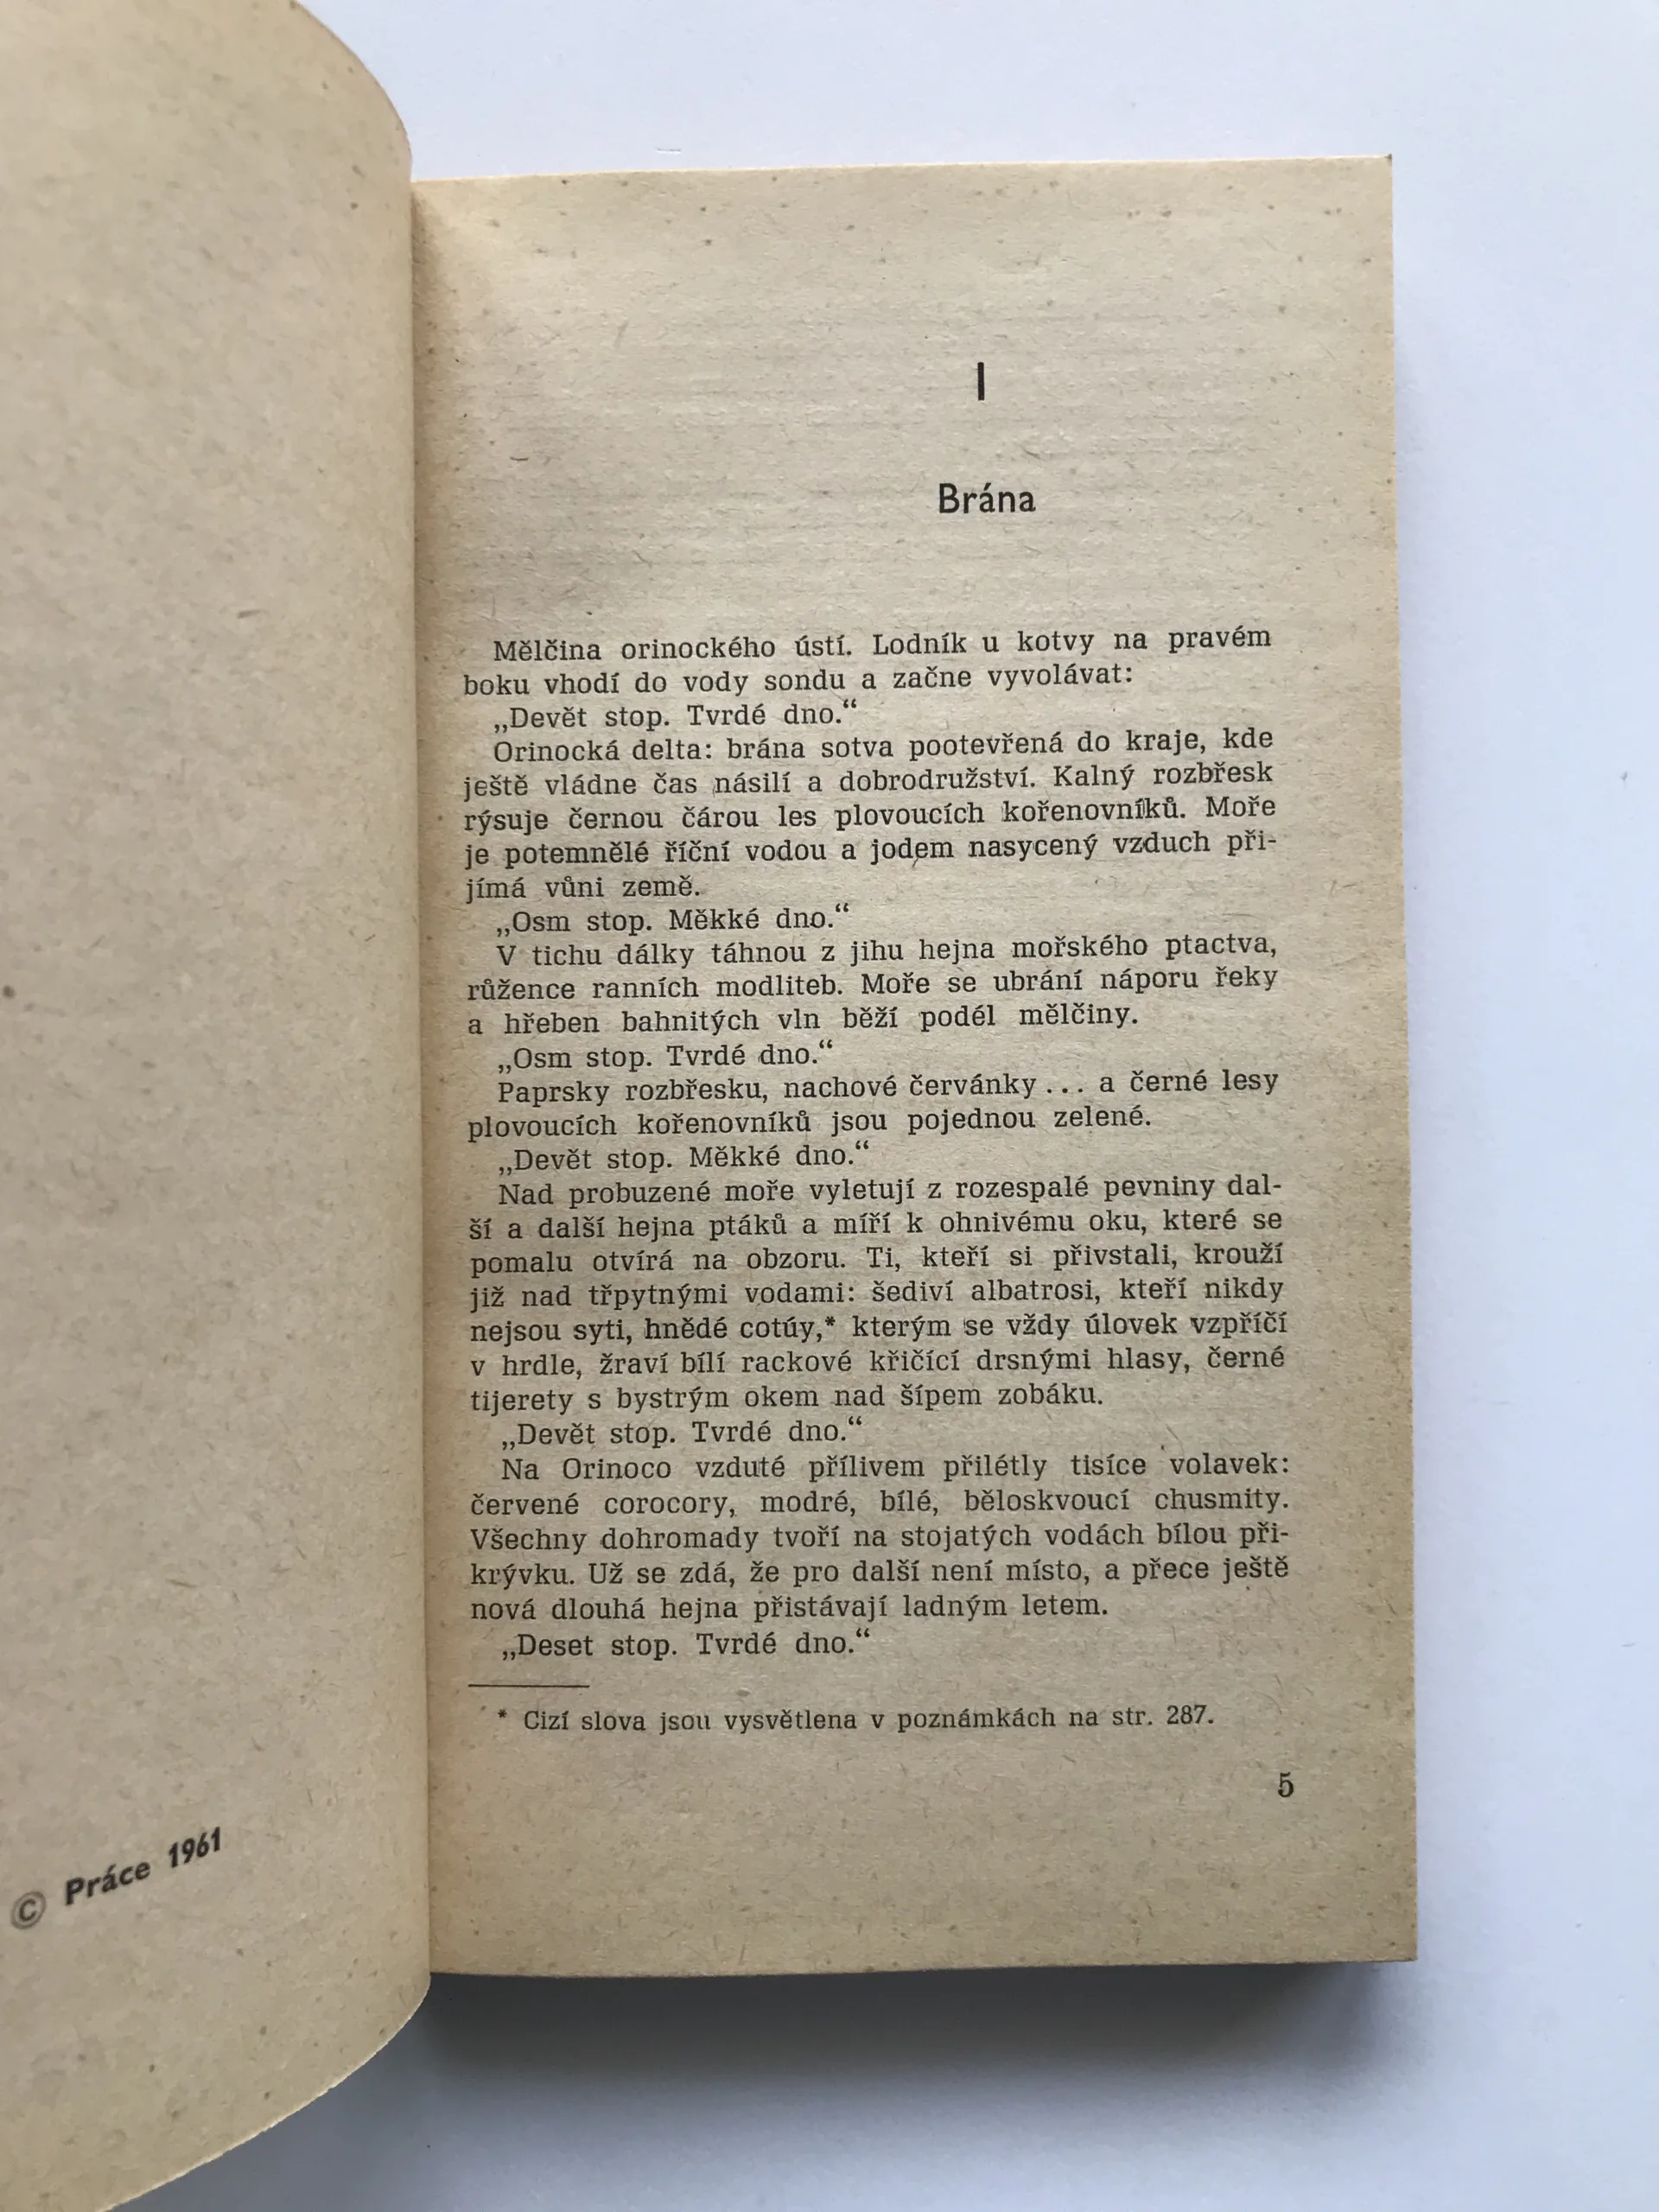 © Práce 1961
I
Brána
Mělčina orinockého ústí. Lodník u kotvy na pravém
boku vhodí do vody sondu a začne vyvolávat:
„Devět stop. Tvrdé dno.“
Orinocká delta: brána sotva pootevřená do kraje, kde
ještě vládne čas násilí a dobrodružství. Kalný rozbřesk
rýsuje černou čárou les plovoucích kořenovníků. Moře
je potemnělé říční vodou a jodem nasycený vzduch při-
jímá vůni země.
„Osm stop. Měkké dno.“
V tichu dálky táhnou z jihu hejna mořského ptactva,
růžence ranních modliteb. Moře se ubrání náporu řeky
a hřeben bahnitých vln běží podél mělčiny.
„Osm stop. Tvrdé dno.“
Paprsky rozbřesku, nachové červánky ... a černé lesy
plovoucích kořenovníků jsou pojednou zelené.
„Devět stop. Měkké dno.“
Nad probuzené moře vyletují z rozespalé pevniny dal-
ší a další hejna ptáků a míří k ohnivému oku, které se
pomalu otvírá na obzoru. Ti, kteří si přivstali, krouží
již nad třpytnými vodami: šediví albatrosi, kteří nikdy
nejsou syti, hnědé cotúy,* kterým se vždy úlovek vzpříčí
v hrdle, žraví bílí rackové křičící drsnými hlasy, černé
tijerety s bystrým okem nad šípem zobáku.
„Devět stop. Tvrdé dno.“
Na Orinoco vzduté přílivem přilétly tisíce volavek:
červené corocory, modré, bílé, běloskvoucí chusmity.
Všechny dohromady tvoří na stojatých vodách bílou při-
krývku. Už se zdá, že pro další není místo, a přece ještě
nová dlouhá hejna přistávají ladným letem.
„Deset stop. Tvrdé dno.“
* Cizí slova jsou vysvětlena v poznámkách na str. 287.
5